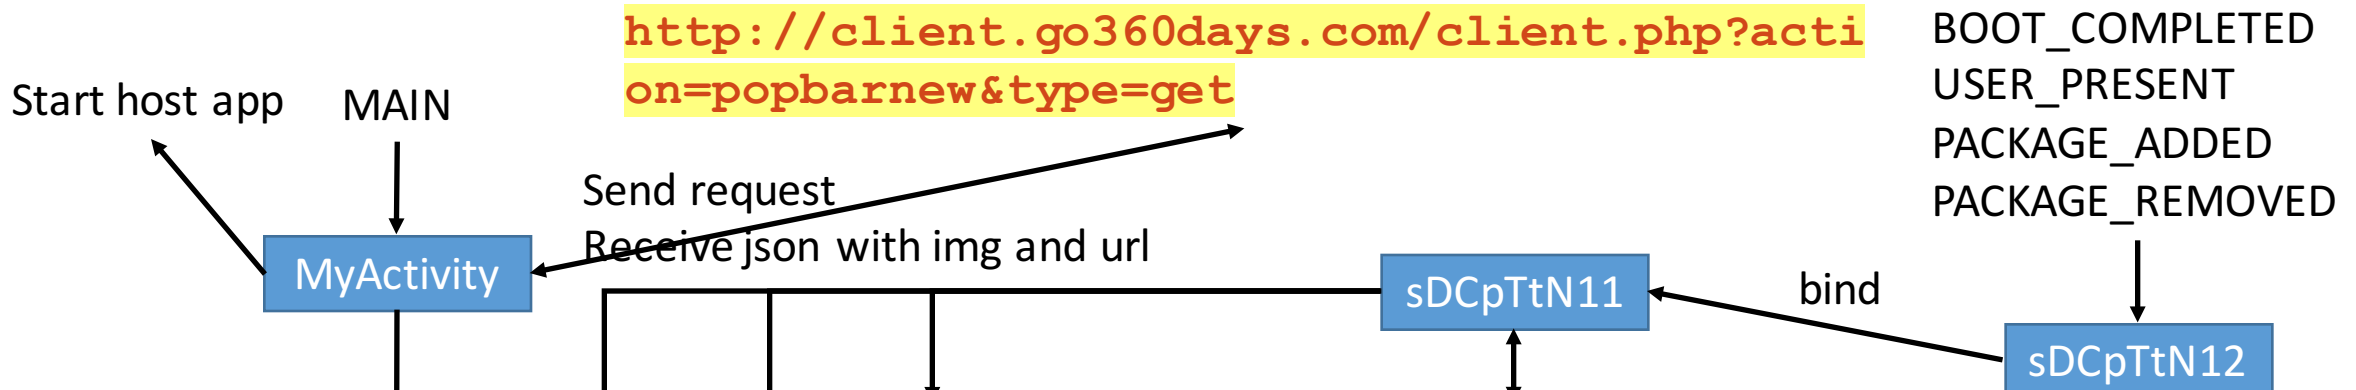 http://client.go360days.com/client.php?acti
on=popbarnew&type=get
BOOT_COMPLETED
USER_PRESENT
PACKAGE_ADDED
PACKAGE_REMOVED
Start host app
MAIN
Send request
Receive json with img and url
MyActivity
sDCpTtN11
bind
sDCpTtN12